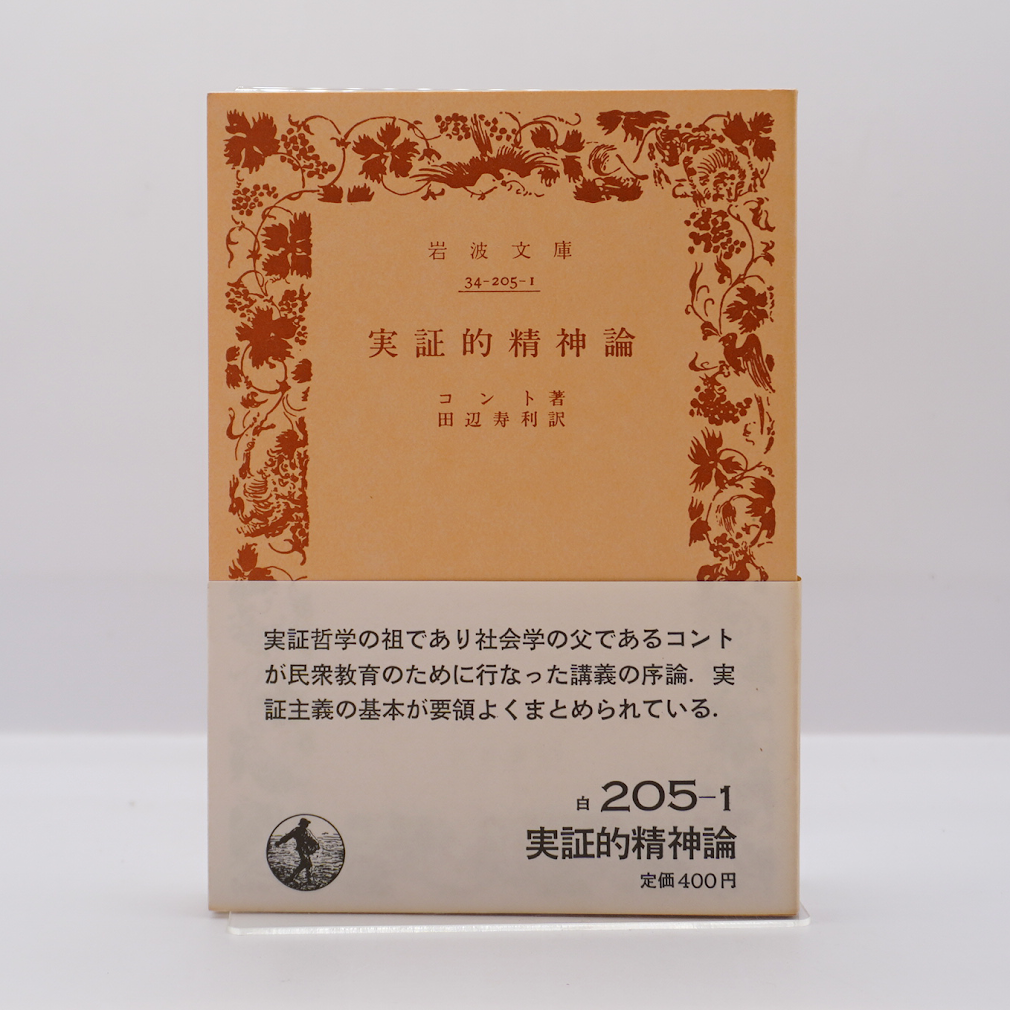 岩波文庫
34-205-1
実証的精神論
コント著
田辺寿利訳
実証哲学の祖であり社会学の父であるコント
が民衆教育のために行なった講義の序論．実
証主義の基本が要領よくまとめられている．
白 205-1
実証的精神論
定価400円